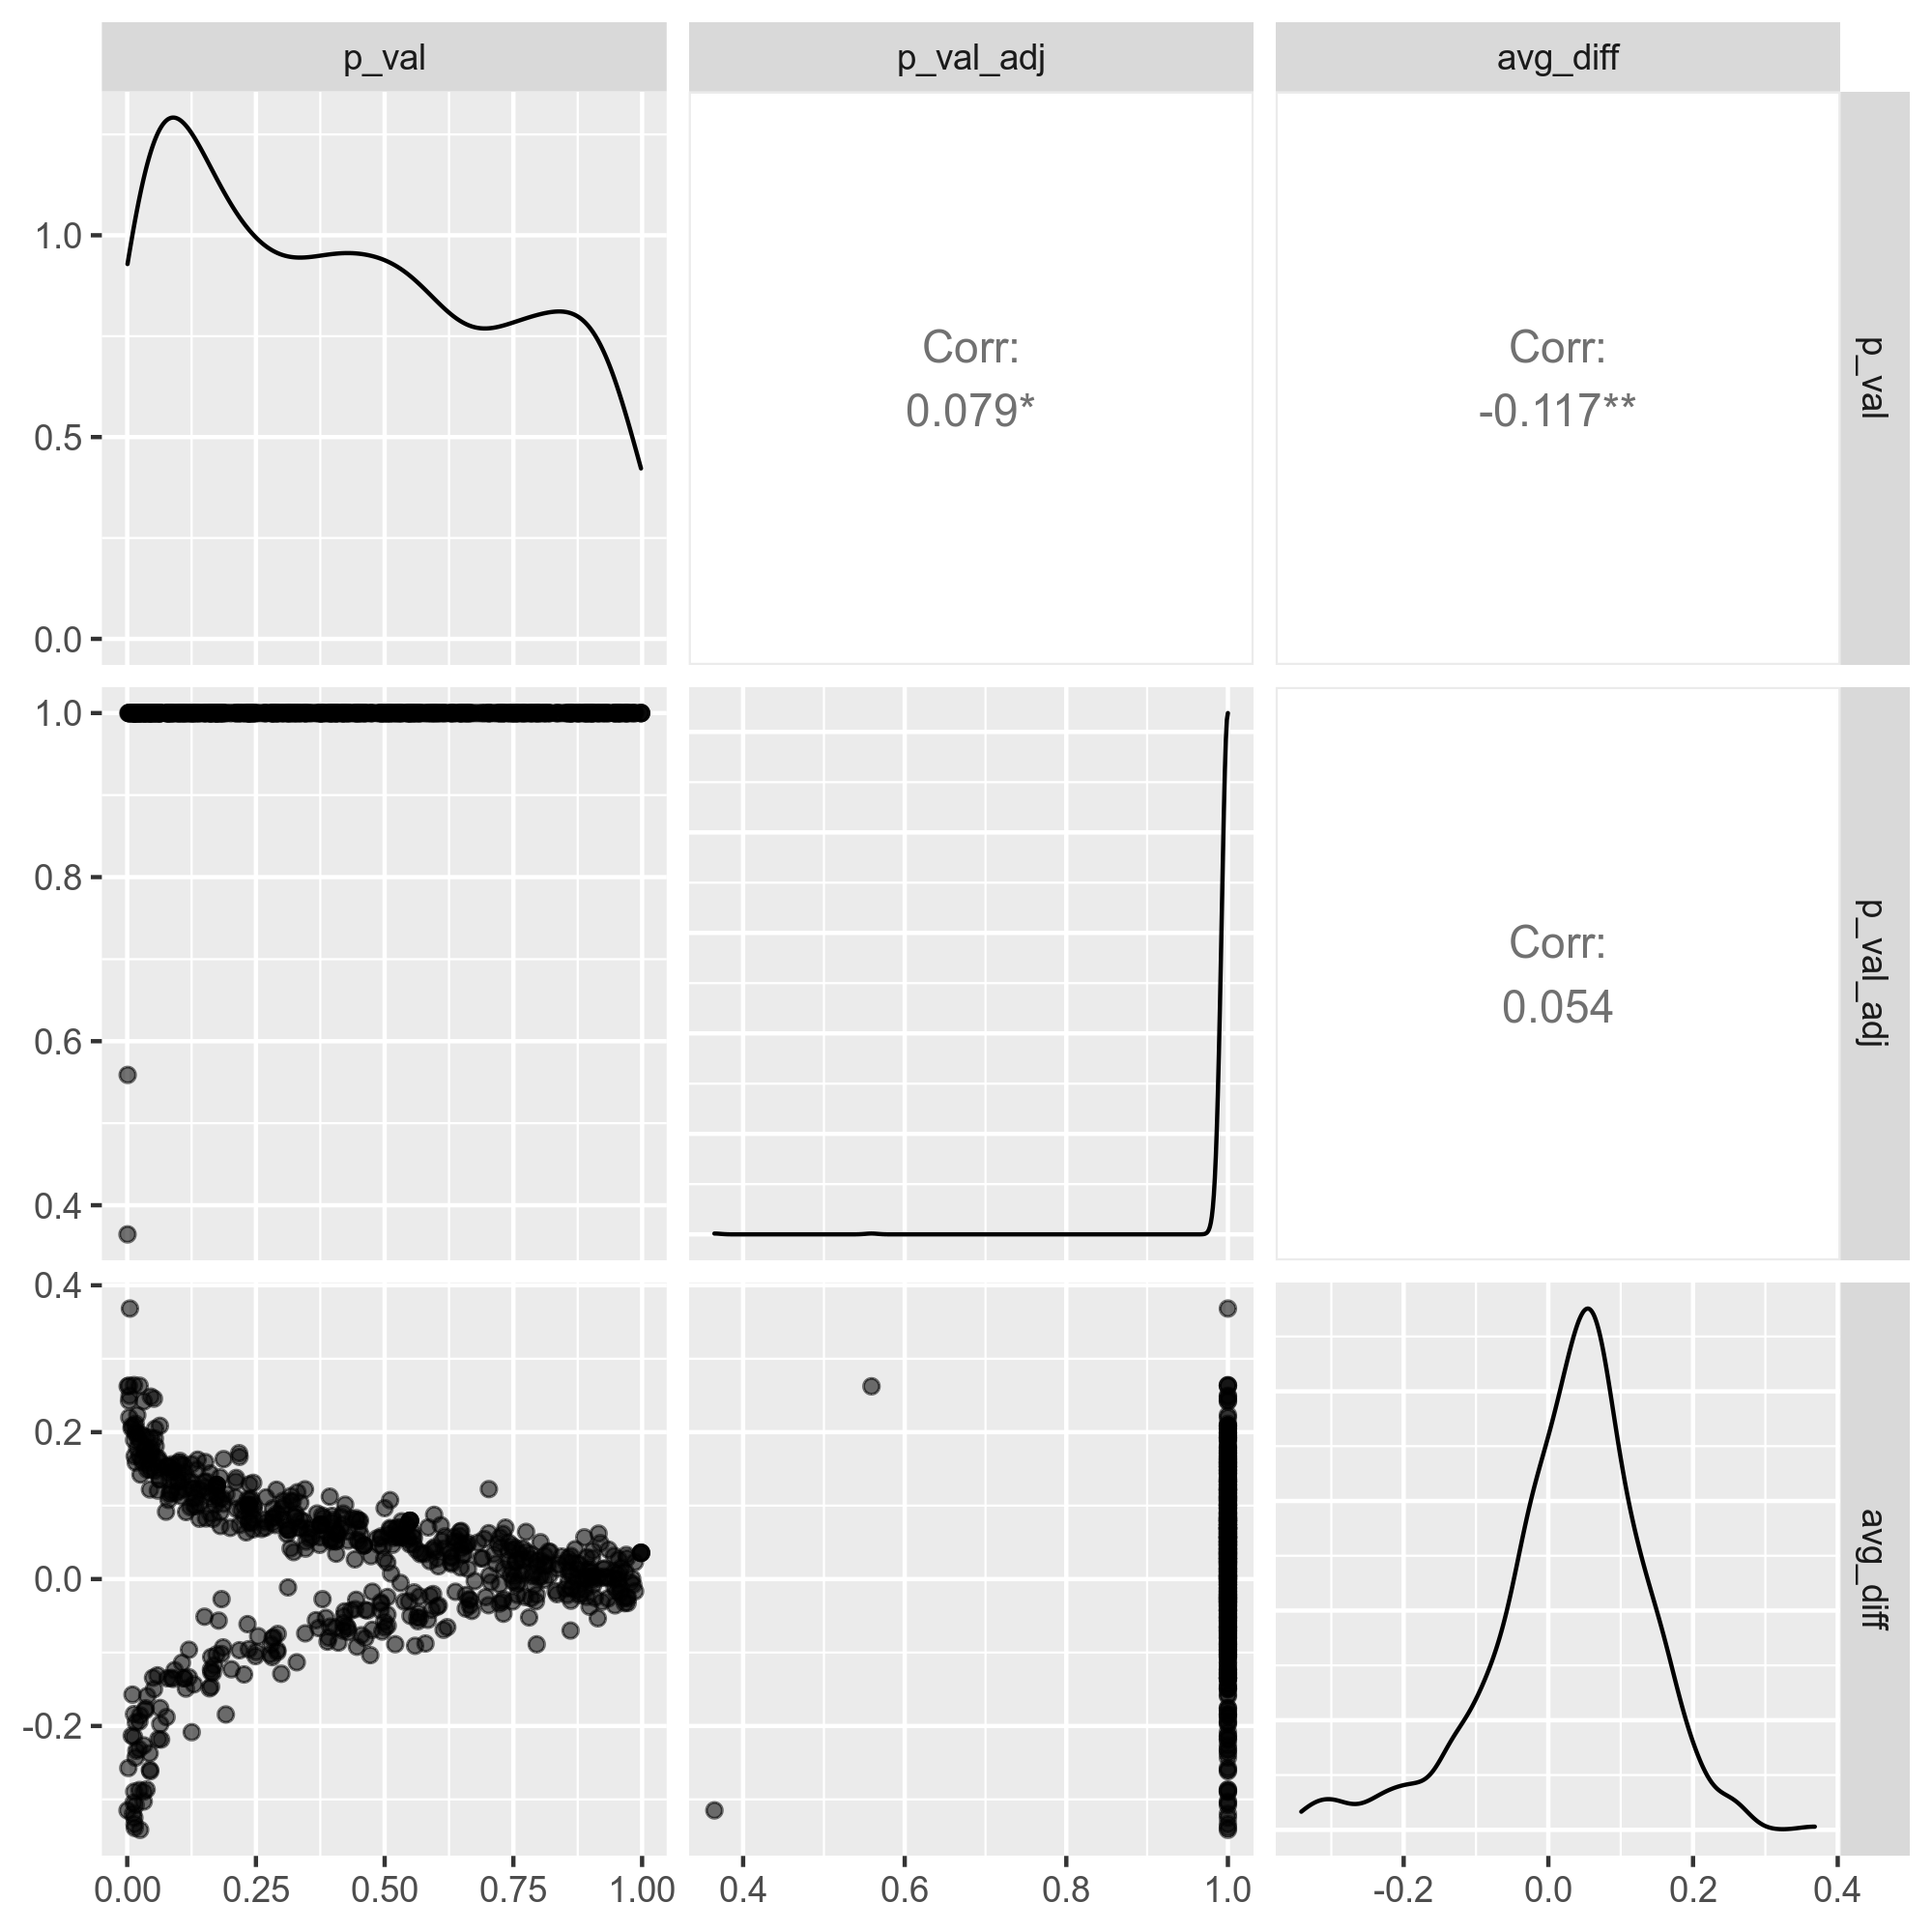 p_val p_val_adj avg_diff
1.0
0.5
0.0
Corr:
0.079*
Corr:
-0.117**
p_val
1.0
0.8
0.6
0.4
Corr:
0.054
p_val_adj
0.4
0.2
0.0
-0.2
avg_diff
0.00 0.25 0.50 0.75 1.00 0.4 0.6 0.8 1.0 -0.2 0.0 0.2 0.4